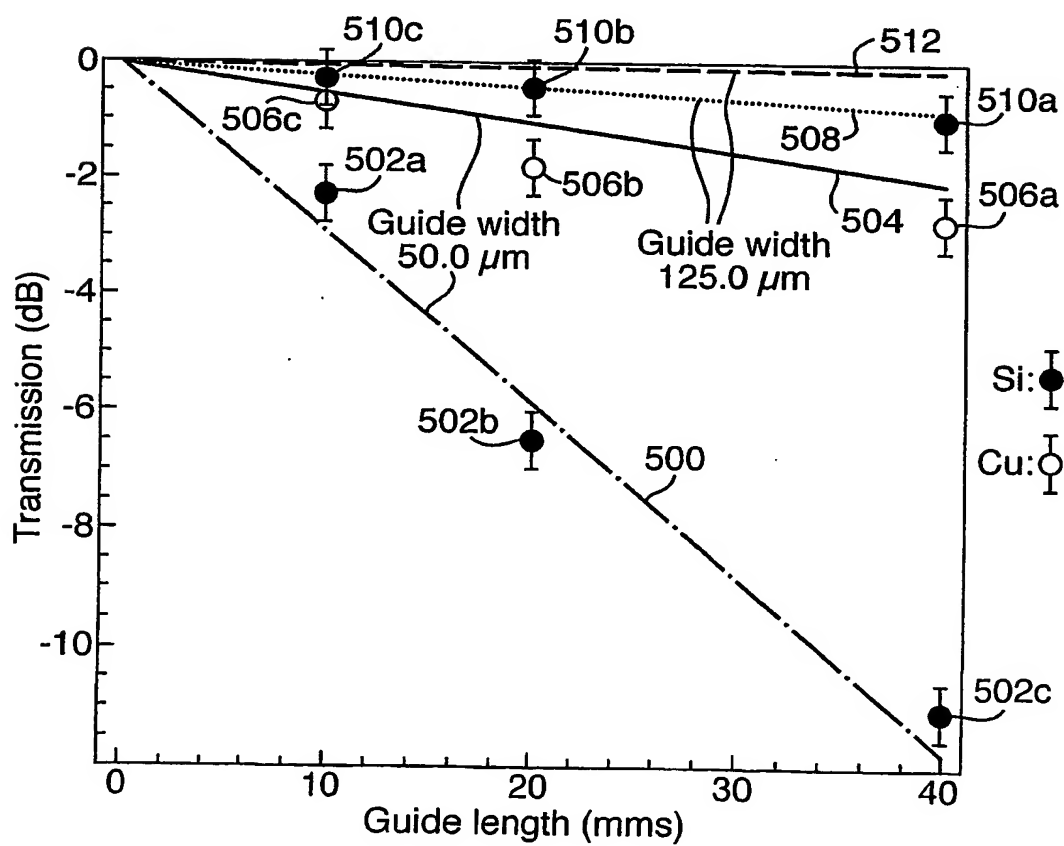 510c
510b
512
0
506c
510a
502a
508
-2
506b
506a
Guide width
50.0 µm
504
Guide width
125.0 µm
-4
Transmission (dB)
Si:
-6
502b
500
Cu:
-8
-10
502c
0
10
20
30
40
Guide length (mms)